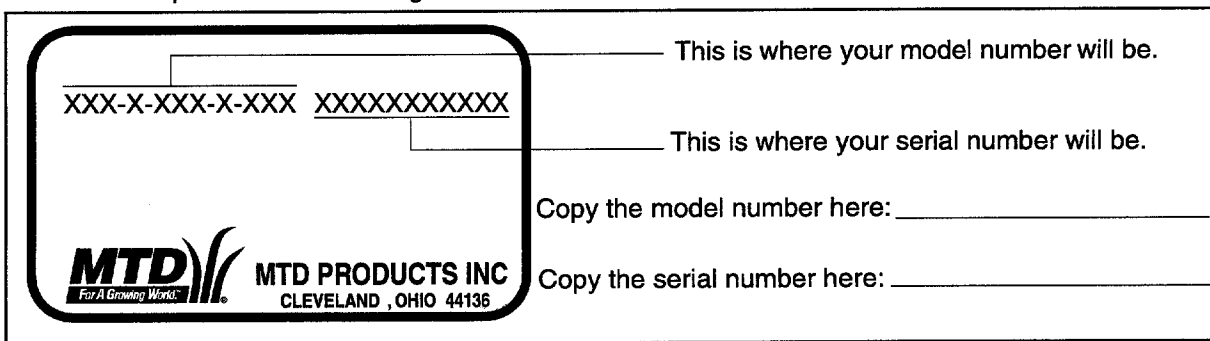 This is where your model number will be.
XXX-X-XXX-X-XXX XXXXXXXXXXX
This is where your serial number will be.
Copy the model number here:
MTD
For A Growing World.
MTD PRODUCTS INC
CLEVELAND , OHIO 44136
Copy the serial number here: